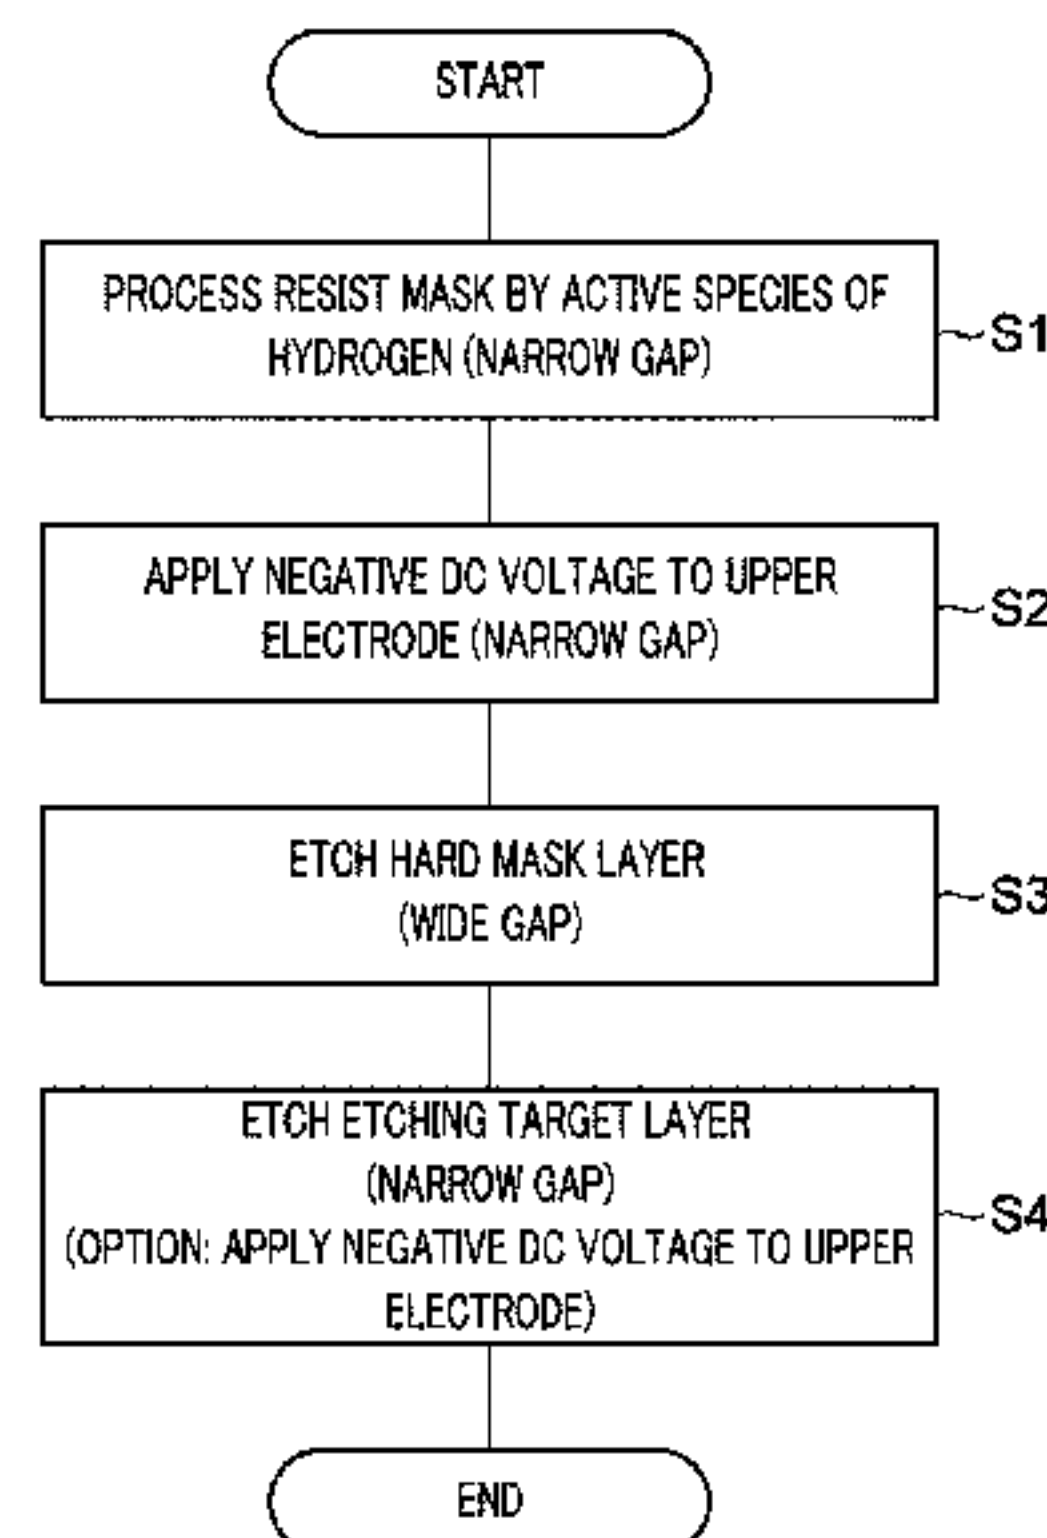 START
PROCESS RESIST MASK BY ACTIVE SPECIES OF
HYDROGEN (NARROW GAP)
S1
APPLY NEGATIVE DC VOLTAGE TO UPPER
ELECTRODE (NARROW GAP)
S2
ETCH HARD MASK LAYER
(WIDE GAP)
S3
ETCH ETCHING TARGET LAYER
(NARROW GAP)
(OPTION: APPLY NEGATIVE DC VOLTAGE TO UPPER
ELECTRODE)
S4
END